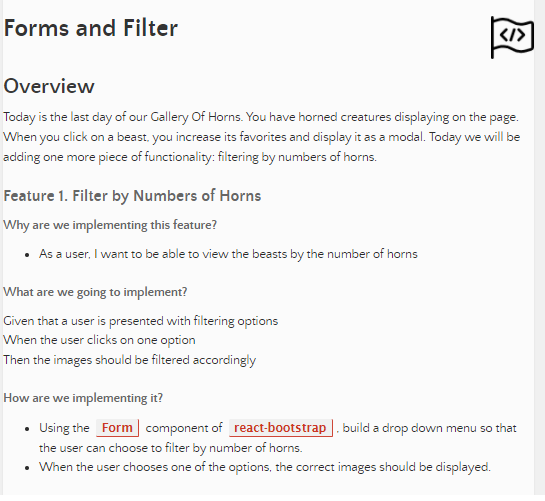 Forms and Filter
</>
Overview
Today is the last day of our Gallery Of Horns. You have horned creatures displaying on the page.
When you click on a beast, you increase its favorites and display it as a modal. Today we will be
adding one more piece of functionality: filtering by numbers of horns.
Feature 1. Filter by Numbers of Horns
Why are we implementing this feature?
• As a user, I want to be able to view the beasts by the number of horns
What are we going to implement?
Given that a user is presented with filtering options
When the user clicks on one option
Then the images should be filtered accordingly
How are we implementing it?
• Using the Form component of react-bootstrap , build a drop down menu so that
the user can choose to filter by number of horns.
• When the user chooses one of the options, the correct images should be displayed.